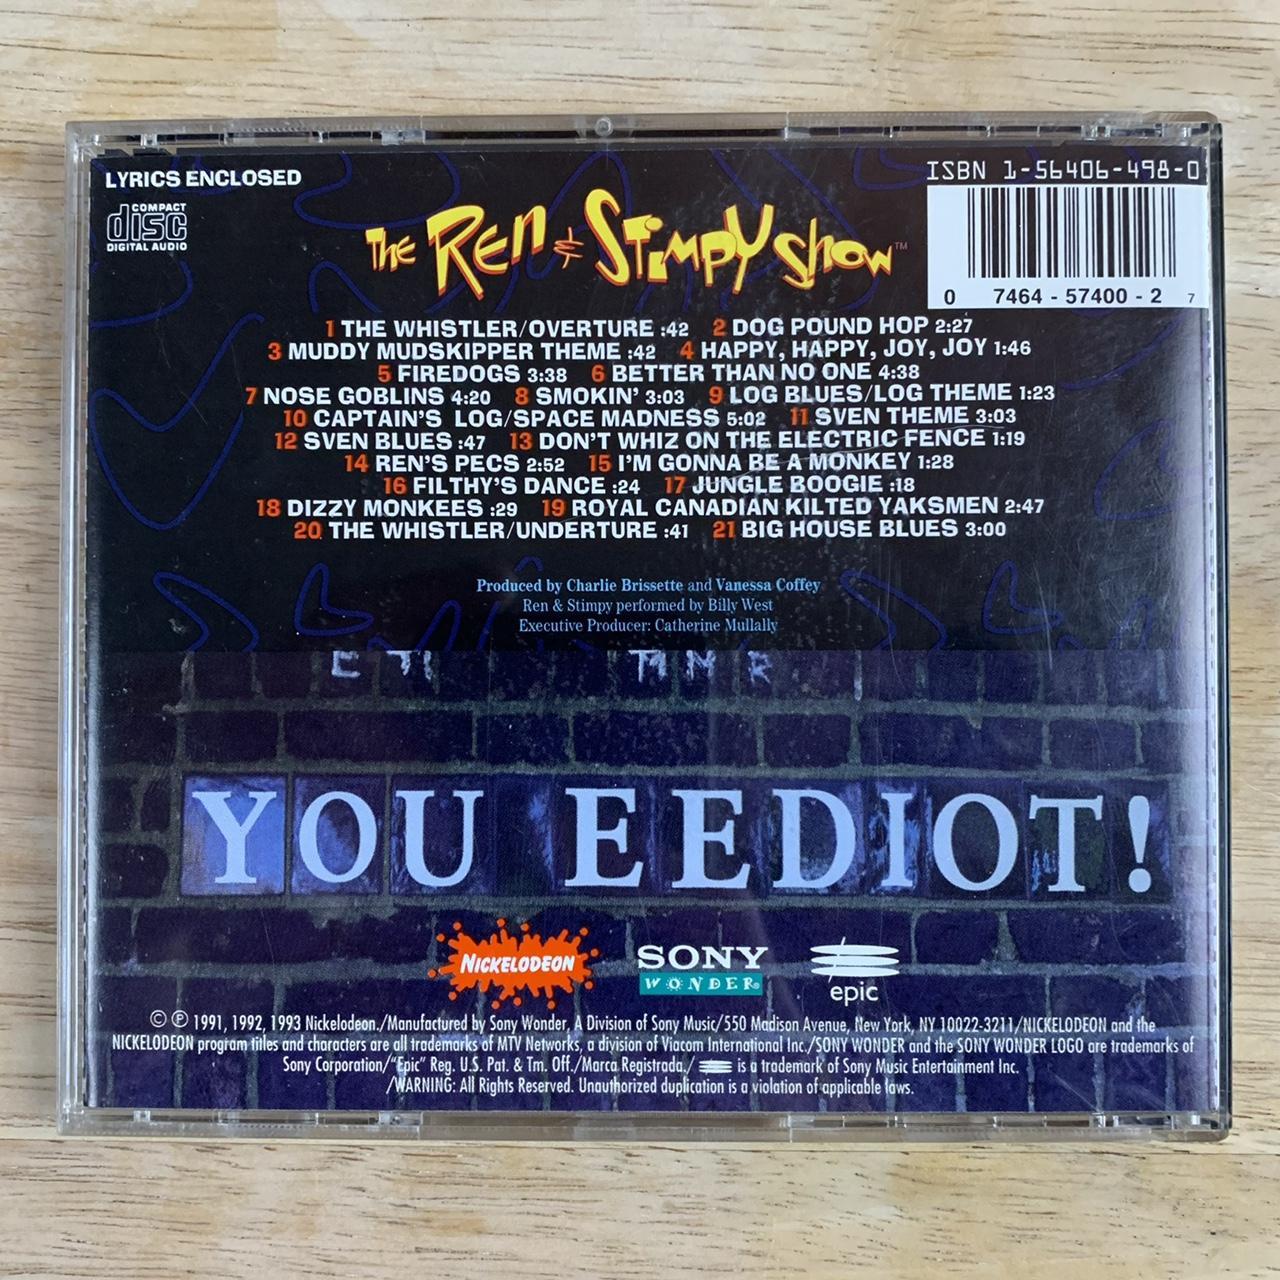 LYRICS ENCLOSED
COMPACT
disc
DIGITAL AUDIO
ISBN 1-56406-498-0
0 7464 - 57400 - 2 7
THE REN & STIMPY SHOW™
1 THE WHISTLER/OVERTURE :42 2 DOG POUND HOP 2:27
3 MUDDY MUDSKIPPER THEME :42 4 HAPPY, HAPPY, JOY, JOY 1:46
5 FIREDOGS 3:38 6 BETTER THAN NO ONE 4:38
7 NOSE GOBLINS 4:20 8 SMOKIN' 3:03 9 LOG BLUES/LOG THEME 1:23
10 CAPTAIN'S LOG/SPACE MADNESS 5:02 11 SVEN THEME 3:03
12 SVEN BLUES :47 13 DON'T WHIZ ON THE ELECTRIC FENCE 1:19
14 REN'S PECS 2:52 15 I'M GONNA BE A MONKEY 1:28
16 FILTHY'S DANCE :24 17 JUNGLE BOOGIE :18
18 DIZZY MONKEES :29 19 ROYAL CANADIAN KILTED YAKSMEN 2:47
20 THE WHISTLER/UNDERTURE :41 21 BIG HOUSE BLUES 3:00
Produced by Charlie Brissette and Vanessa Coffey
Ren & Stimpy performed by Billy West
Executive Producer: Catherine Mullally
YOU EEDIOT!
NICKELODEON
SONY
WONDER®
epic
© ℗ 1991, 1992, 1993 Nickelodeon./Manufactured by Sony Wonder, A Division of Sony Music/550 Madison Avenue, New York, NY 10022-3211/NICKELODEON and the
NICKELODEON program titles and characters are all trademarks of MTV Networks, a division of Viacom International Inc./SONY WONDER and the SONY WONDER LOGO are trademarks of
Sony Corporation/"Epic" Reg. U.S. Pat. & Tm. Off./Marca Registrada./ is a trademark of Sony Music Entertainment Inc.
/WARNING: All Rights Reserved. Unauthorized duplication is a violation of applicable laws.